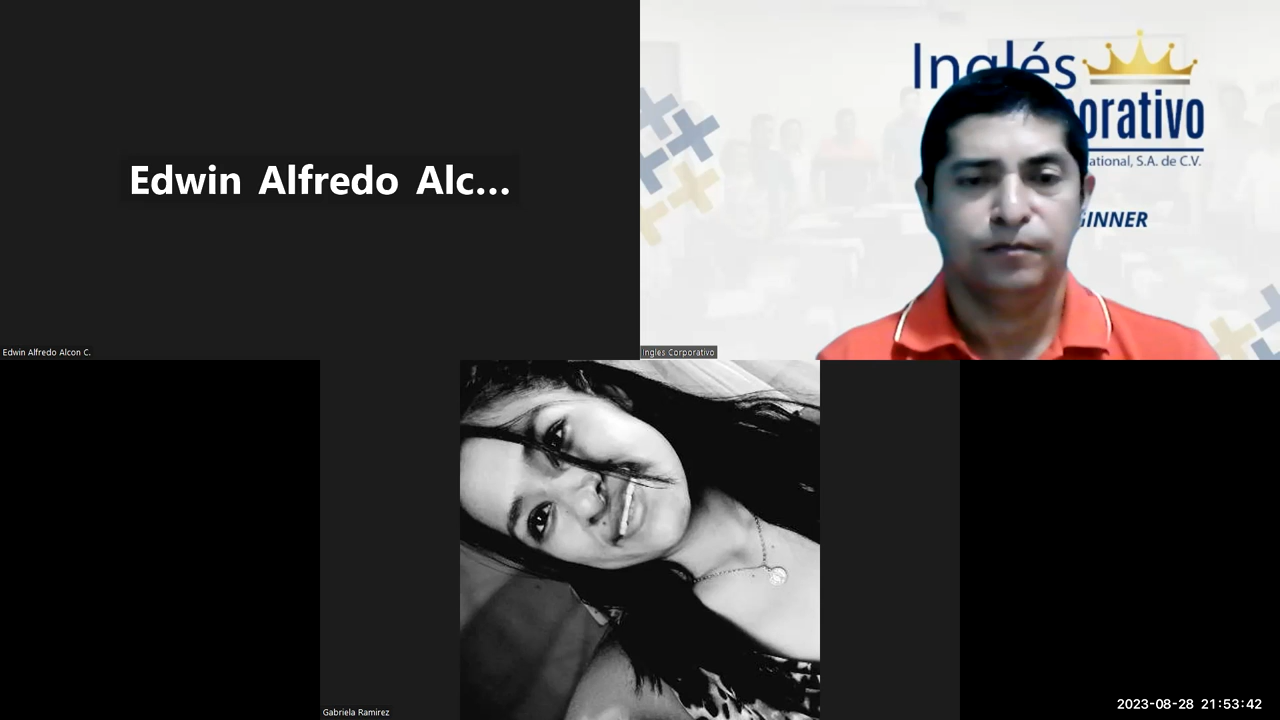 Edwin Alfredo Alc...
Edwin Alfredo Alcon C.
Inglés
porativo
ational, S.A. de C.V.
GINNER
Ingles Corporativo
Gabriela Ramirez
2023-08-28 21:53:42